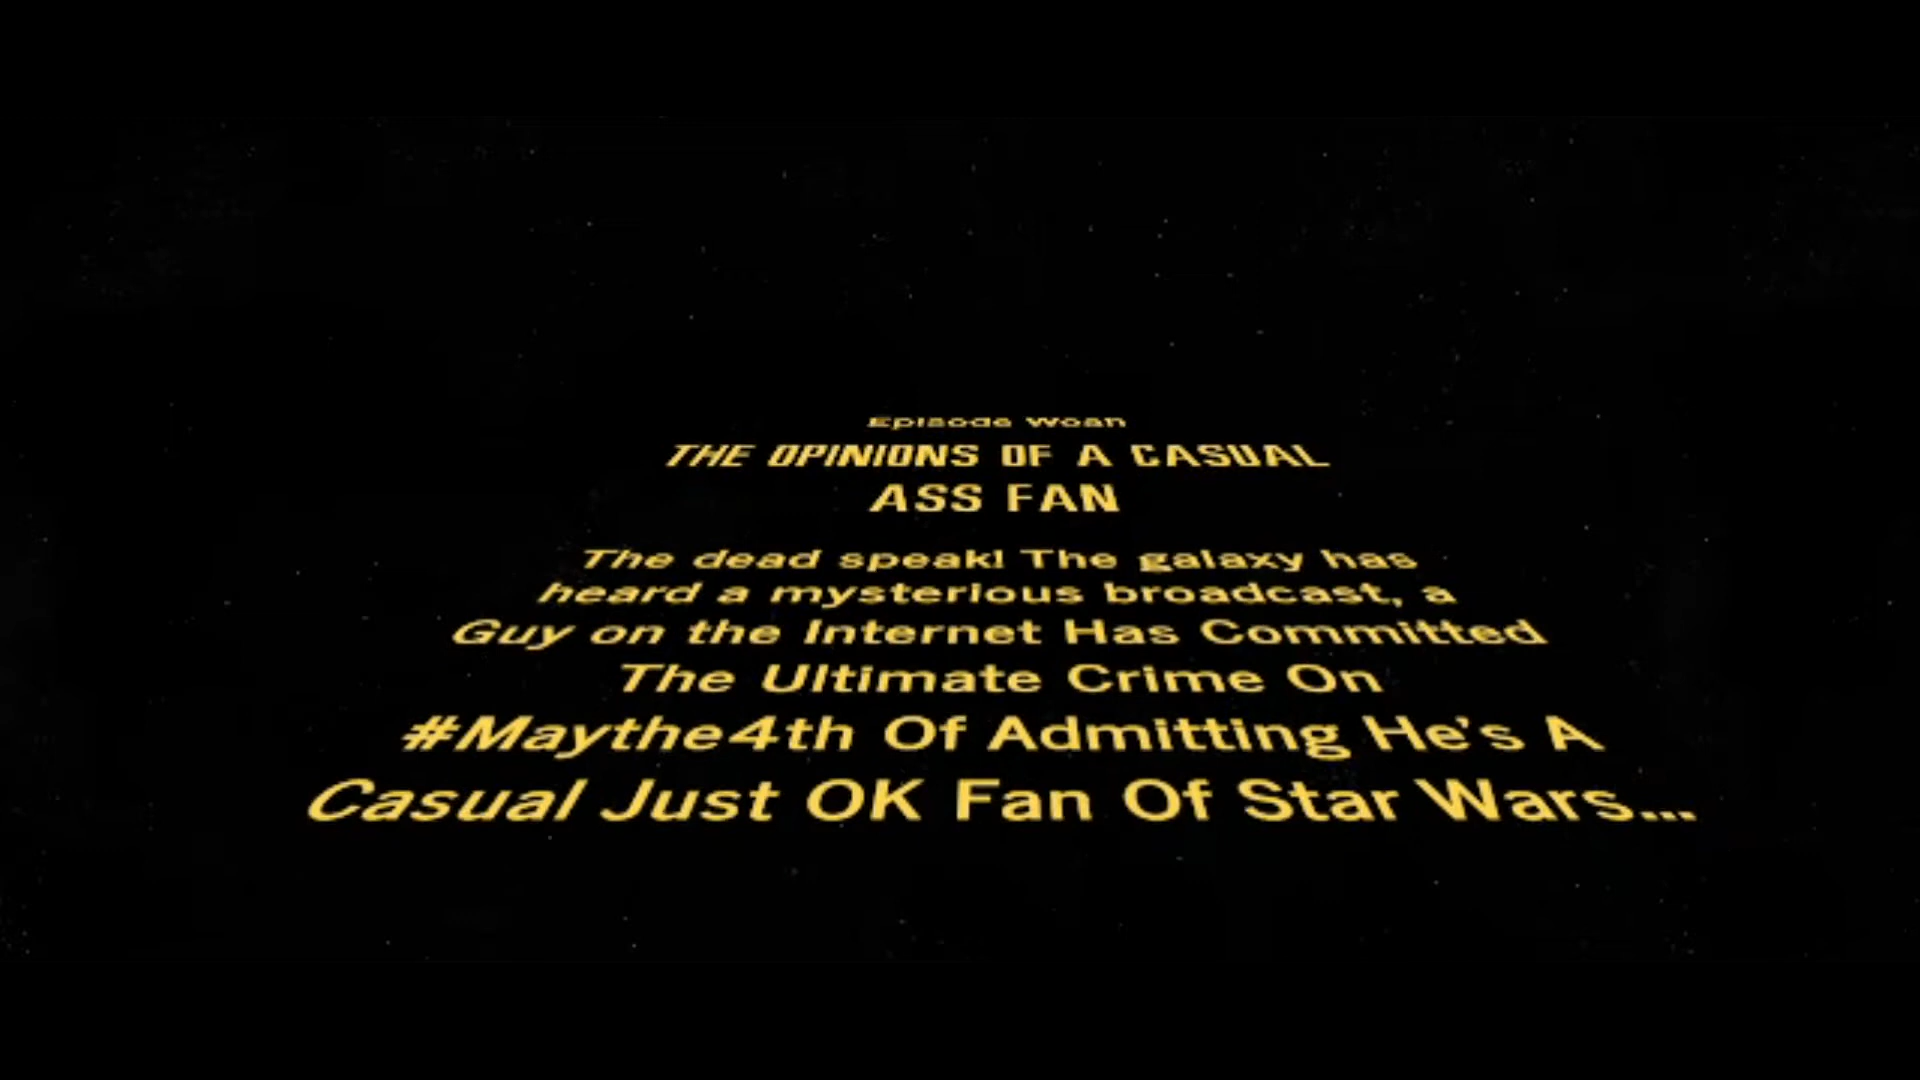 Episode Woan
THE OPINIONS OF A CASUAL
ASS FAN
The dead speak! The galaxy has
heard a mysterious broadcast, a
Guy on the Internet Has Committed
The Ultimate Crime On
#Maythe4th Of Admitting He's A
Casual Just OK Fan Of Star Wars...